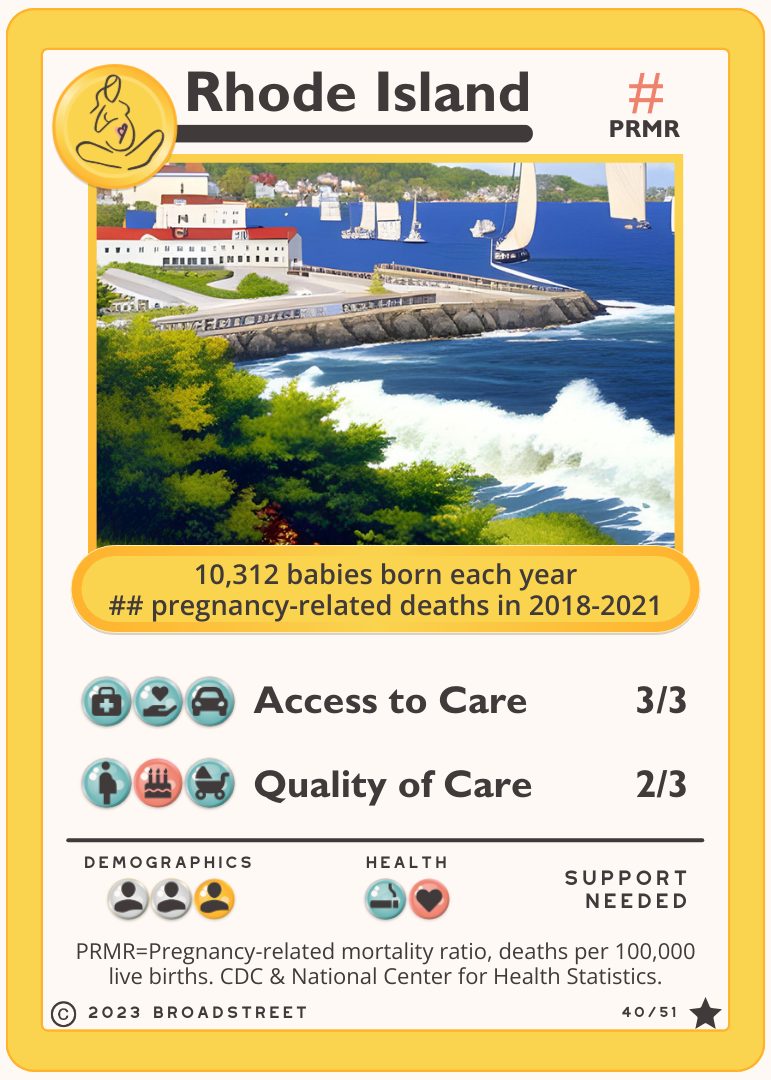 Rhode Island
#
PRMR
10,312 babies born each year
## pregnancy-related deaths in 2018-2021
Access to Care 3/3
Quality of Care 2/3
DEMOGRAPHICS
HEALTH
SUPPORT
NEEDED
PRMR=Pregnancy-related mortality ratio, deaths per 100,000
live births. CDC & National Center for Health Statistics.
© 2023 BROADSTREET
40/51